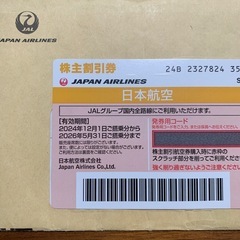 JAL
JAPAN AIRLINES
株主割引券
24B 2327824 35
JAPAN AIRLINES
日本航空
JALグループ国内全路線にご利用いただけます。
2024年12月1日ご搭乗分から
2026年5月31日ご搭乗分まで
発券用コード
日本航空株式会社
Japan Airlines Co.,Ltd.
株主割引券ご購入時に赤枠の
スクラッチ部分を削ってご利用ください。